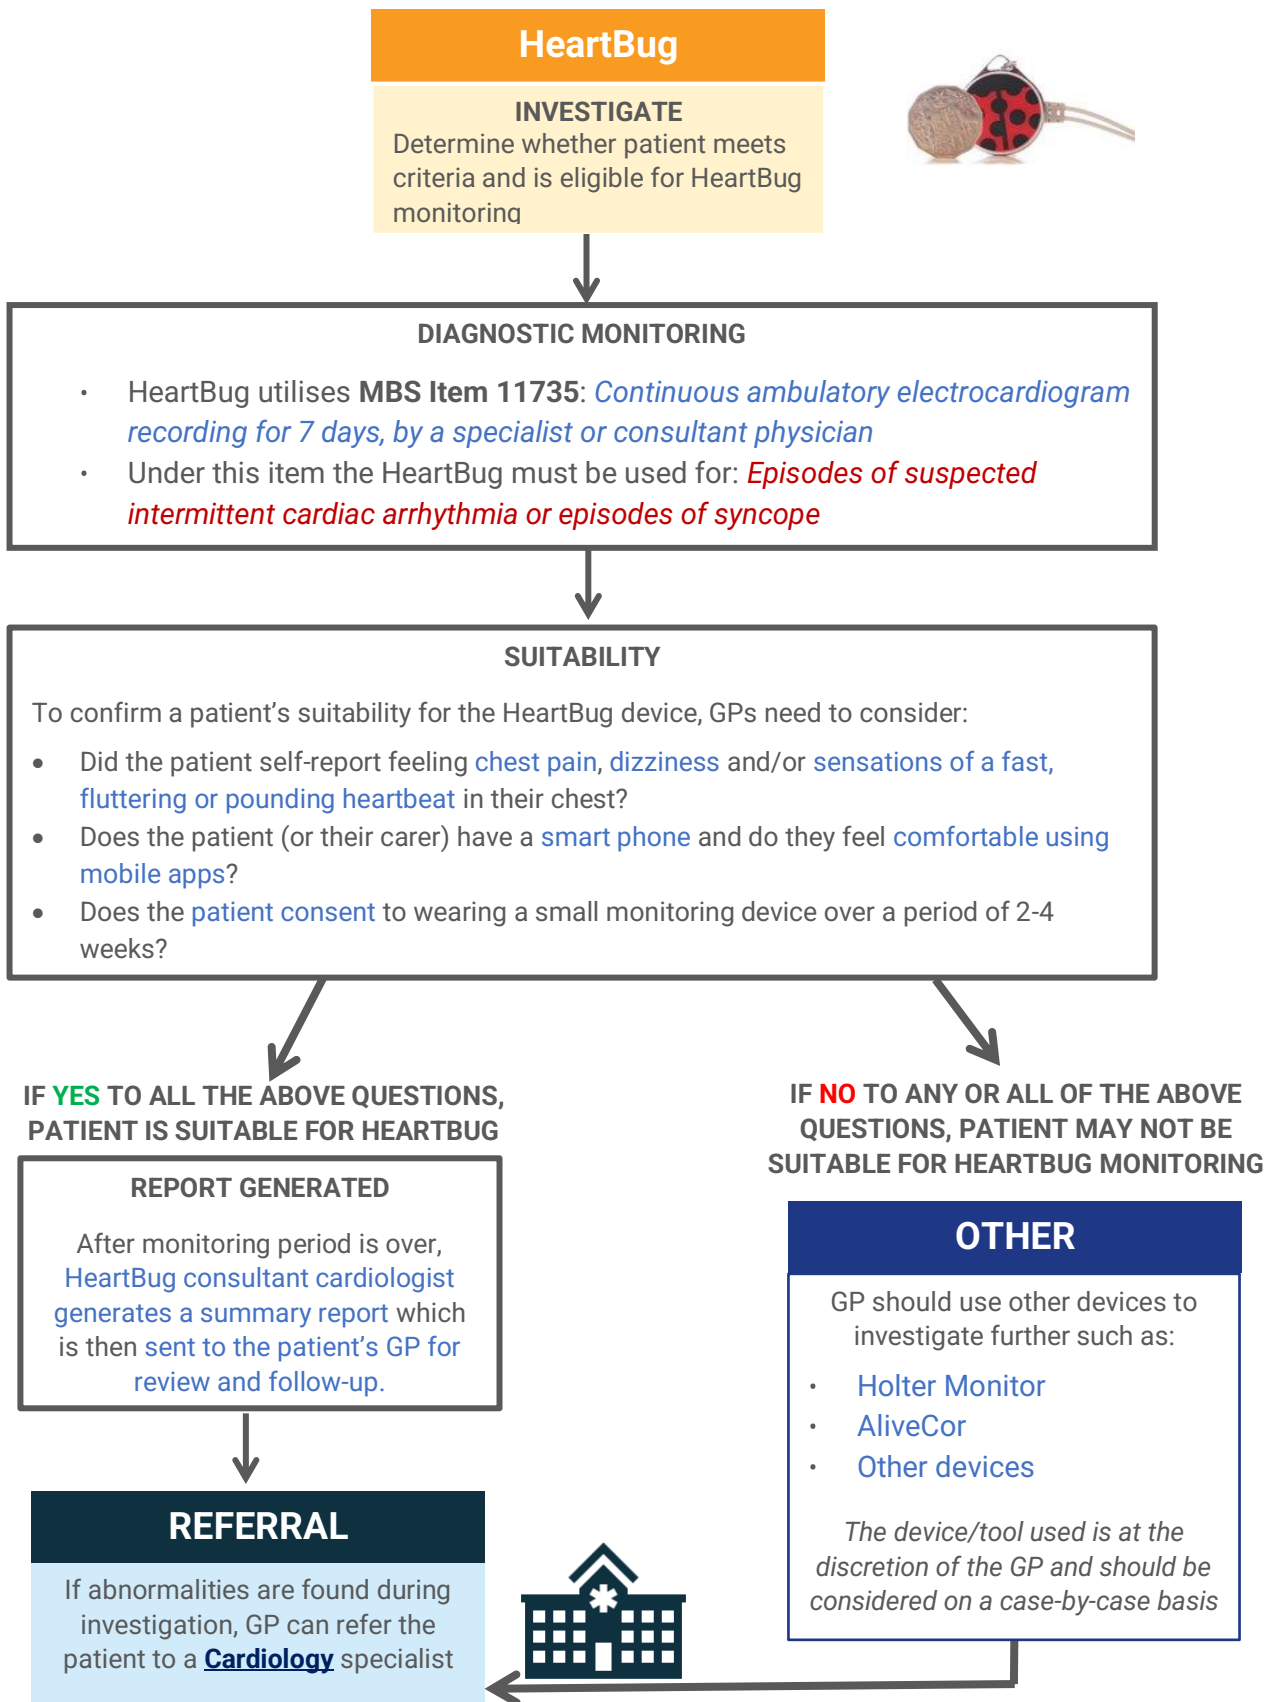 HeartBug
INVESTIGATE
Determine whether patient meets
criteria and is eligible for HeartBug
monitoring
DIAGNOSTIC MONITORING
• HeartBug utilises MBS Item 11735: Continuous ambulatory electrocardiogram
recording for 7 days, by a specialist or consultant physician
• Under this item the HeartBug must be used for: Episodes of suspected
intermittent cardiac arrhythmia or episodes of syncope
SUITABILITY
To confirm a patient's suitability for the HeartBug device, GPs need to consider:
• Did the patient self-report feeling chest pain, dizziness and/or sensations of a fast,
fluttering or pounding heartbeat in their chest?
• Does the patient (or their carer) have a smart phone and do they feel comfortable using
mobile apps?
• Does the patient consent to wearing a small monitoring device over a period of 2-4
weeks?
IF YES TO ALL THE ABOVE QUESTIONS,
PATIENT IS SUITABLE FOR HEARTBUG
REPORT GENERATED
After monitoring period is over,
HeartBug consultant cardiologist
generates a summary report which
is then sent to the patient's GP for
review and follow-up.
REFERRAL
If abnormalities are found during
investigation, GP can refer the
patient to a Cardiology specialist
IF NO TO ANY OR ALL OF THE ABOVE
QUESTIONS, PATIENT MAY NOT BE
SUITABLE FOR HEARTBUG MONITORING
OTHER
GP should use other devices to
investigate further such as:
• Holter Monitor
• AliveCor
• Other devices
The device/tool used is at the
discretion of the GP and should be
considered on a case-by-case basis